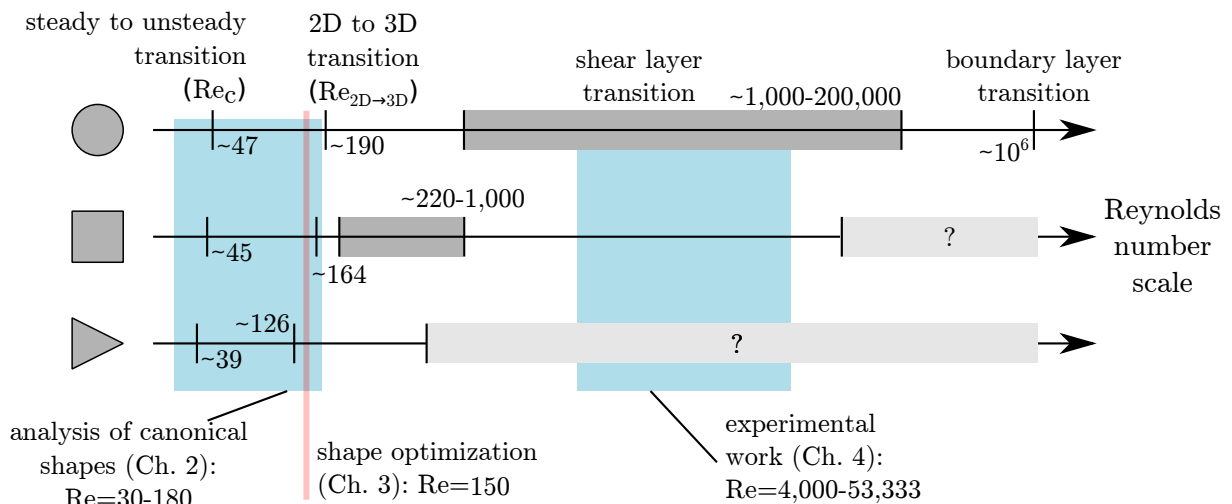 steady to unsteady
transition
(Re_C)
2D to 3D
transition
(Re_2D→3D)
shear layer
transition
boundary layer
transition
~1,000-200,000
~47
~190
~10⁶
~220-1,000
~45
~164
?
Reynolds
number
scale
~126
~39
?
analysis of canonical
shapes (Ch. 2):
Re=30-180
shape optimization
(Ch. 3): Re=150
experimental
work (Ch. 4):
Re=4,000-53,333